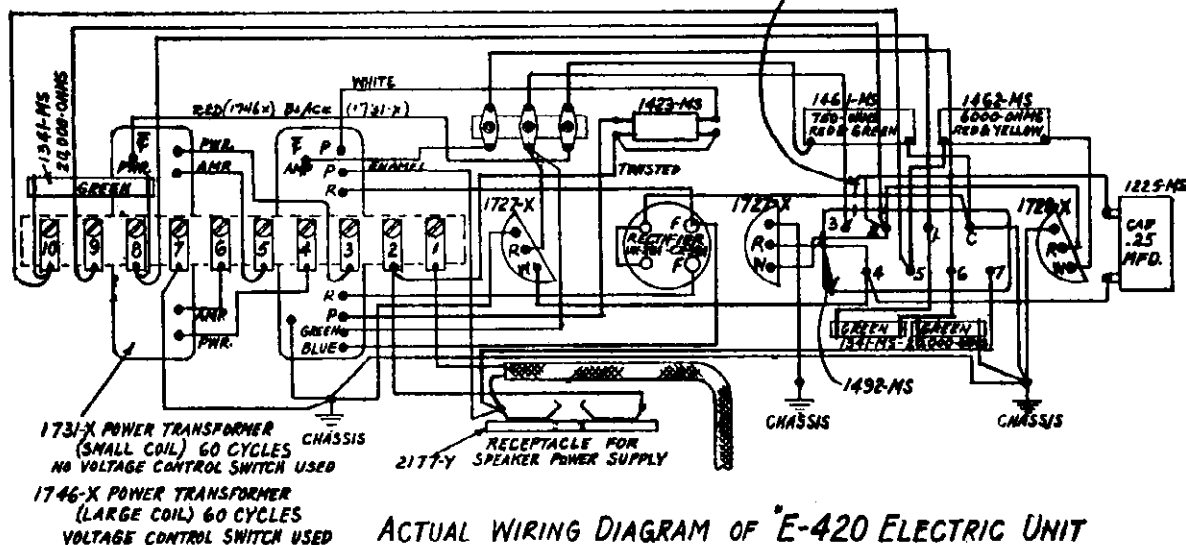 WHITE
RED (1746X) BLACK (1731-X)
1423-MS
1461-MS
750-OHMS
RED & GREEN
1462-MS
6000-OHMS
RED & YELLOW
1341-MS
20,000-OHMS
PWR.
PWR.
AMR
P
AMP
P
ENAMEL
R
TWISTED
GREEN
1727-X
1727-X
1728-X
1225-MS
CAP
.25
MFD.
10
9
8
7
6
5
4
3
2
1
R
W
RECTIFIER
F
F
R
W
3
2
1
C
4
5
6
7
R
W
AMP
PWR.
R
P
GREEN
BLUE
GREEN
GREEN
1341-MS-20,000-OHMS
1492-MS
CHASSIS
CHASSIS
CHASSIS
2177-Y
RECEPTACLE FOR
SPEAKER POWER SUPPLY
1731-X POWER TRANSFORMER
(SMALL COIL) 60 CYCLES
NO VOLTAGE CONTROL SWITCH USED
1746-X POWER TRANSFORMER
(LARGE COIL) 60 CYCLES
VOLTAGE CONTROL SWITCH USED
ACTUAL WIRING DIAGRAM OF "E-420 ELECTRIC UNIT